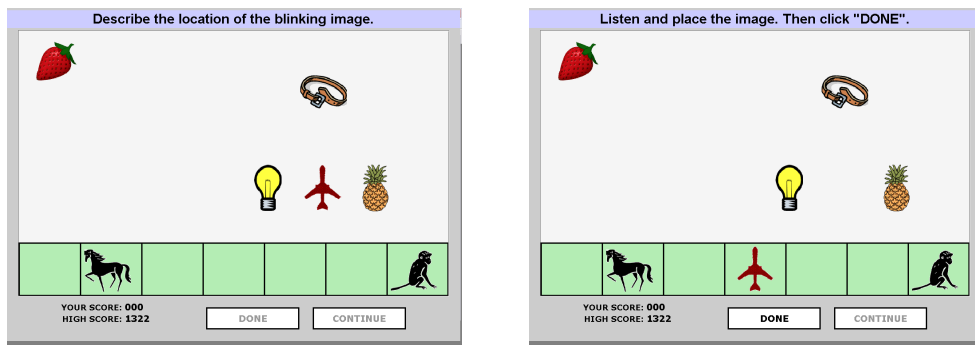 Describe the location of the blinking image.
YOUR SCORE: 000
HIGH SCORE: 1322
DONE
CONTINUE
Listen and place the image. Then click "DONE".
YOUR SCORE: 000
HIGH SCORE: 1322
DONE
CONTINUE